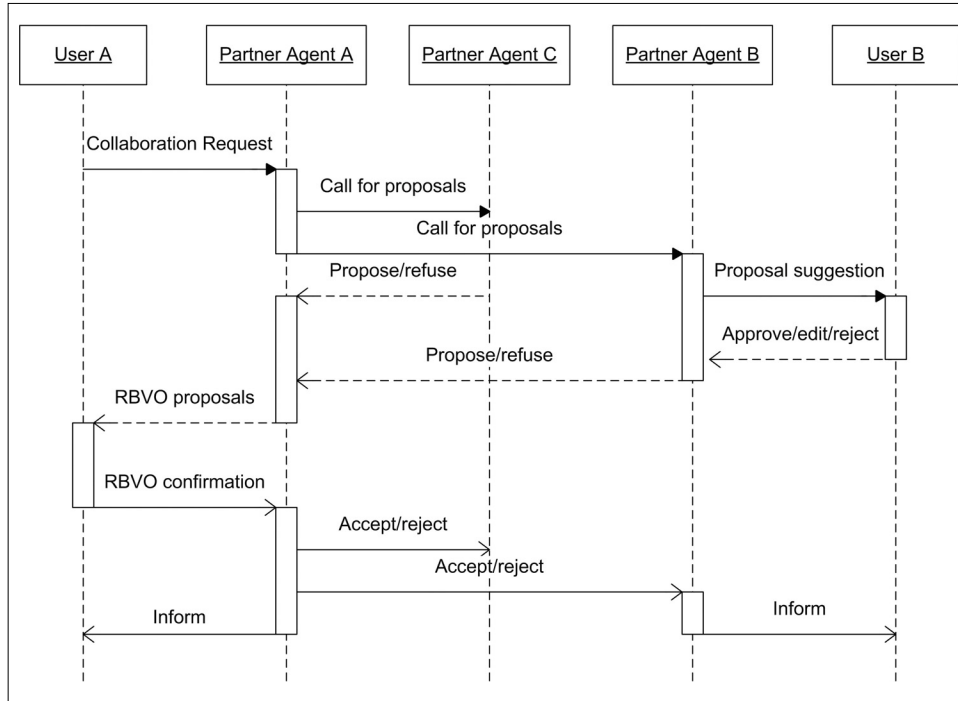 User A
Partner Agent A
Partner Agent C
Partner Agent B
User B
Collaboration Request
Call for proposals
Call for proposals
Propose/refuse
Proposal suggestion
Approve/edit/reject
Propose/refuse
RBVO proposals
RBVO confirmation
Accept/reject
Accept/reject
Inform
Inform